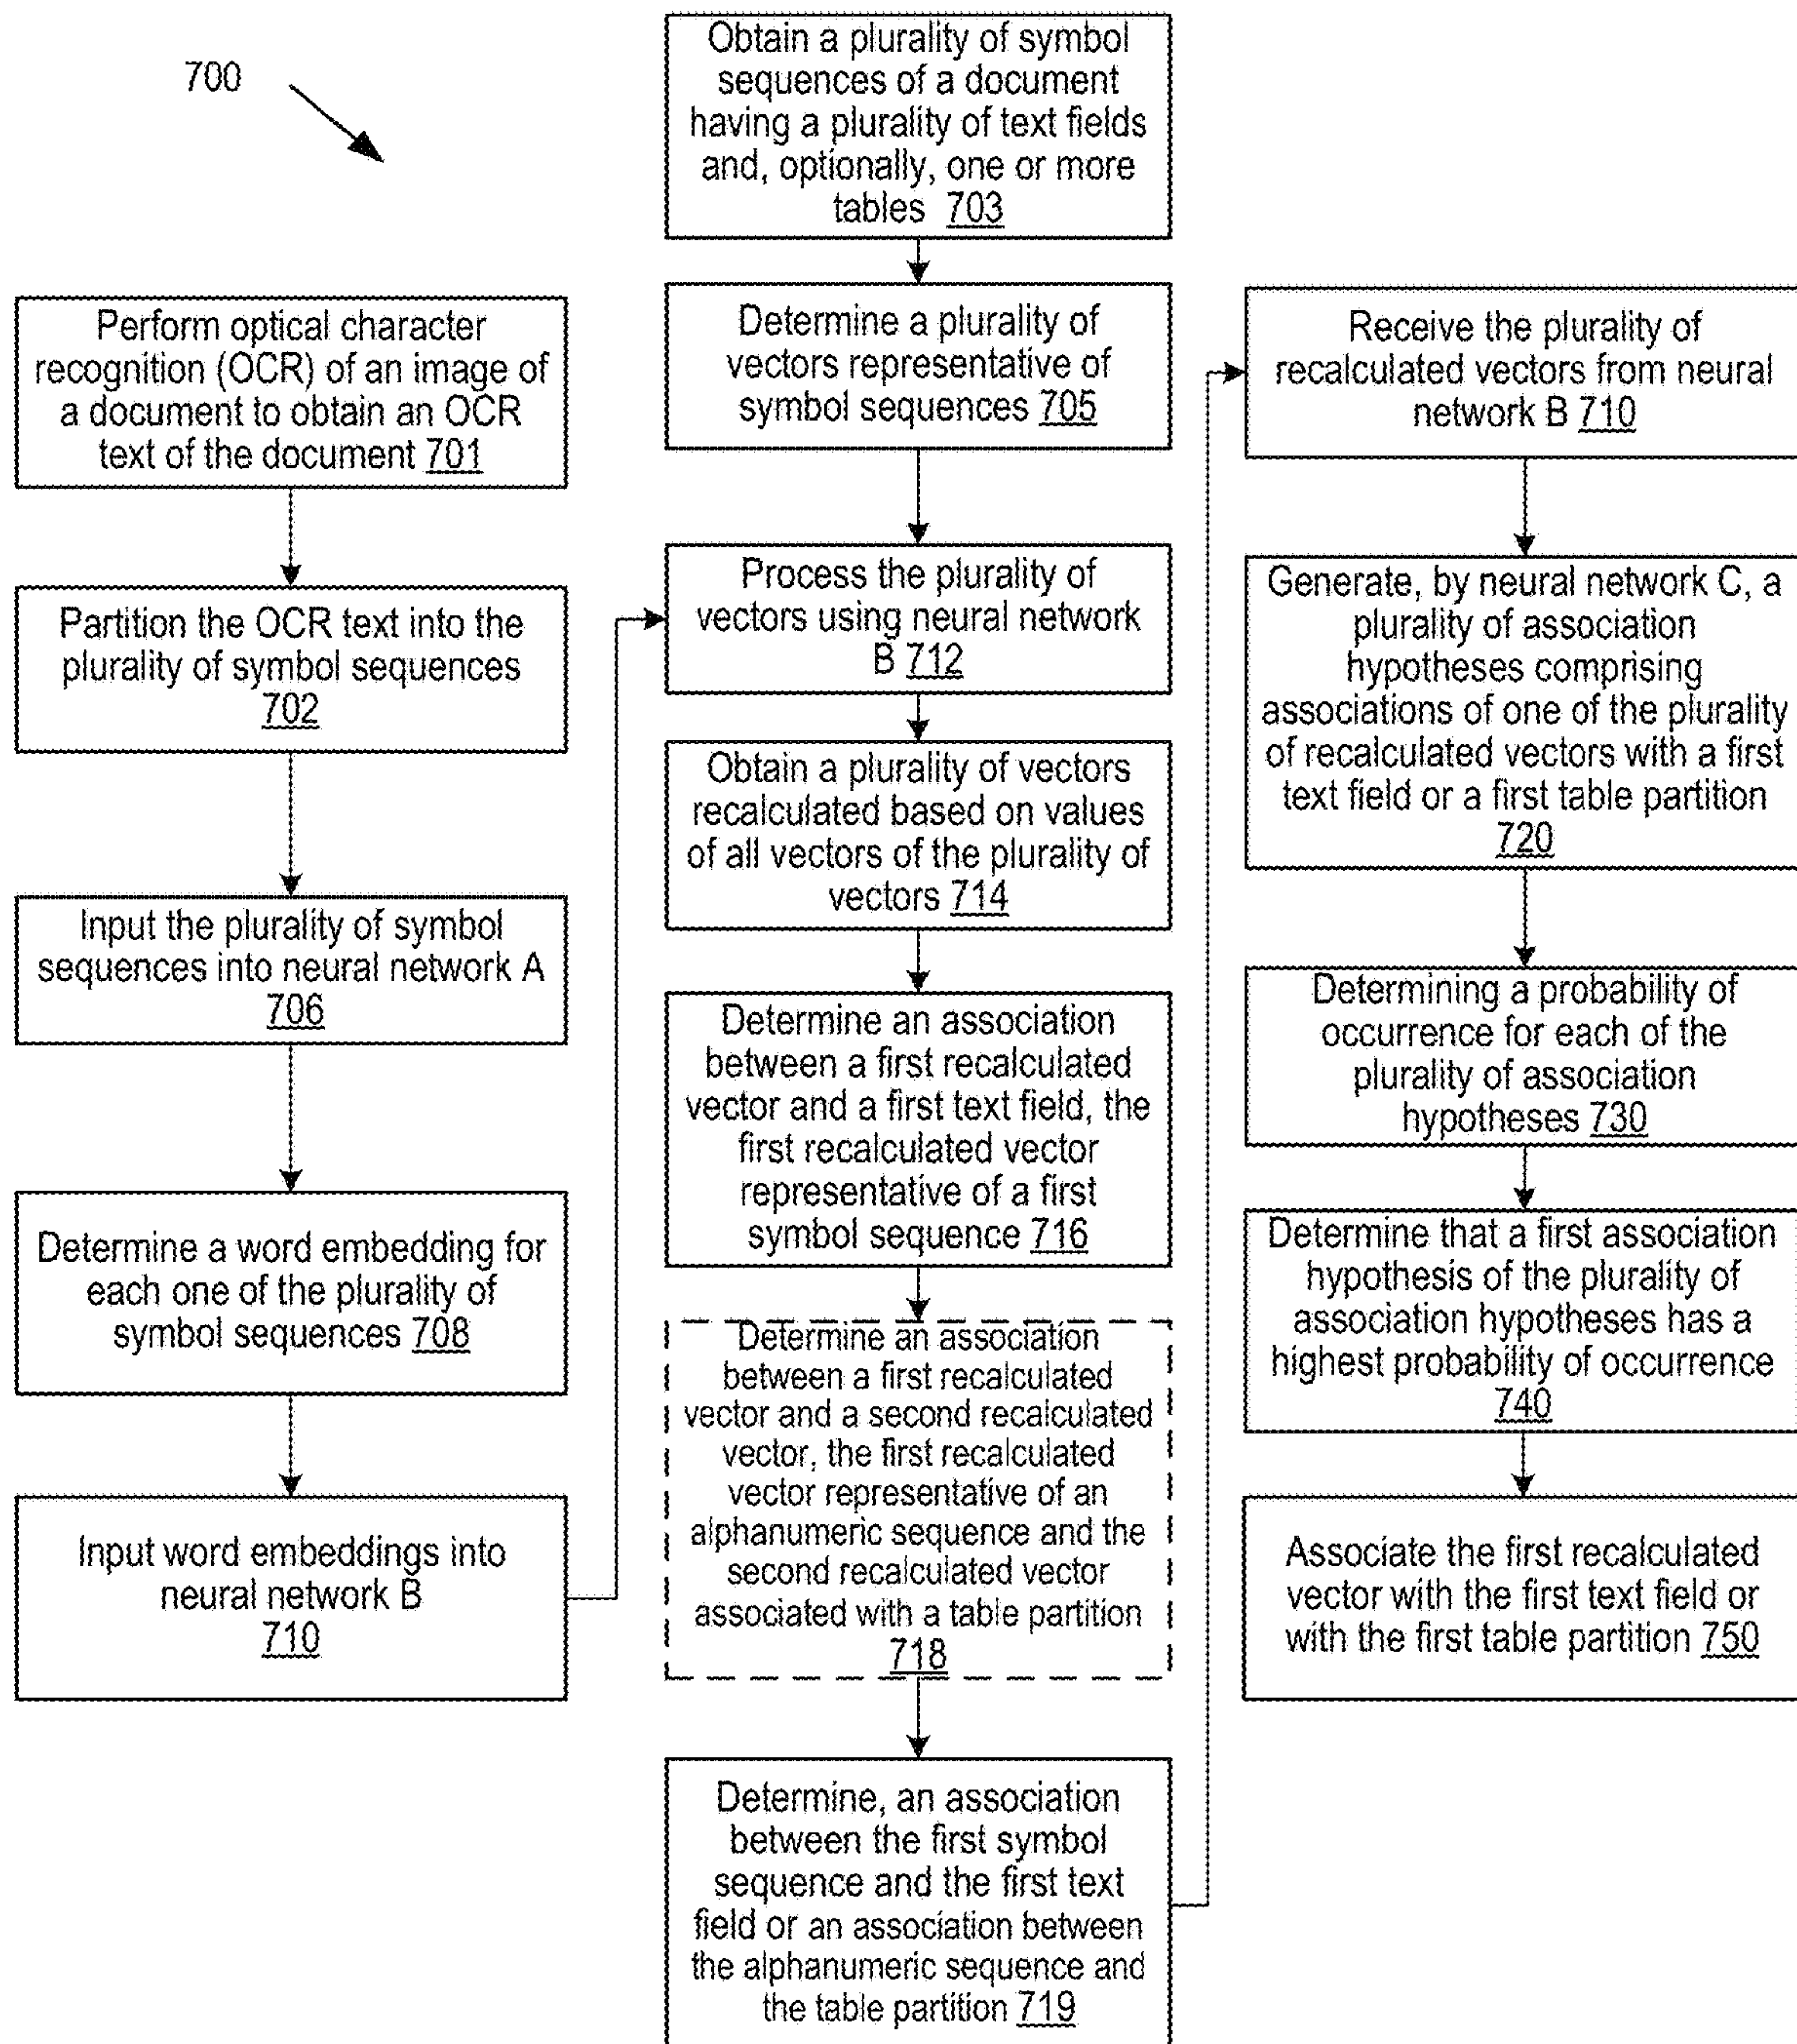 700
Perform optical character
recognition (OCR) of an image of
a document to obtain an OCR
text of the document 701
Partition the OCR text into the
plurality of symbol sequences
702
Input the plurality of symbol
sequences into neural network A
706
Determine a word embedding for
each one of the plurality of
symbol sequences 708
Input word embeddings into
neural network B
710
Obtain a plurality of symbol
sequences of a document
having a plurality of text fields
and, optionally, one or more
tables 703
Determine a plurality of
vectors representative of
symbol sequences 705
Process the plurality of
vectors using neural network
B 712
Obtain a plurality of vectors
recalculated based on values
of all vectors of the plurality of
vectors 714
Determine an association
between a first recalculated
vector and a first text field, the
first recalculated vector
representative of a first
symbol sequence 716
Determine an association
between a first recalculated
vector and a second recalculated
vector, the first recalculated
vector representative of an
alphanumeric sequence and the
second recalculated vector
associated with a table partition
718
Determine, an association
between the first symbol
sequence and the first text
field or an association between
the alphanumeric sequence and
the table partition 719
Receive the plurality of
recalculated vectors from neural
network B 710
Generate, by neural network C, a
plurality of association
hypotheses comprising
associations of one of the plurality
of recalculated vectors with a first
text field or a first table partition
720
Determining a probability of
occurrence for each of the
plurality of association
hypotheses 730
Determine that a first association
hypothesis of the plurality of
association hypotheses has a
highest probability of occurrence
740
Associate the first recalculated
vector with the first text field or
with the first table partition 750